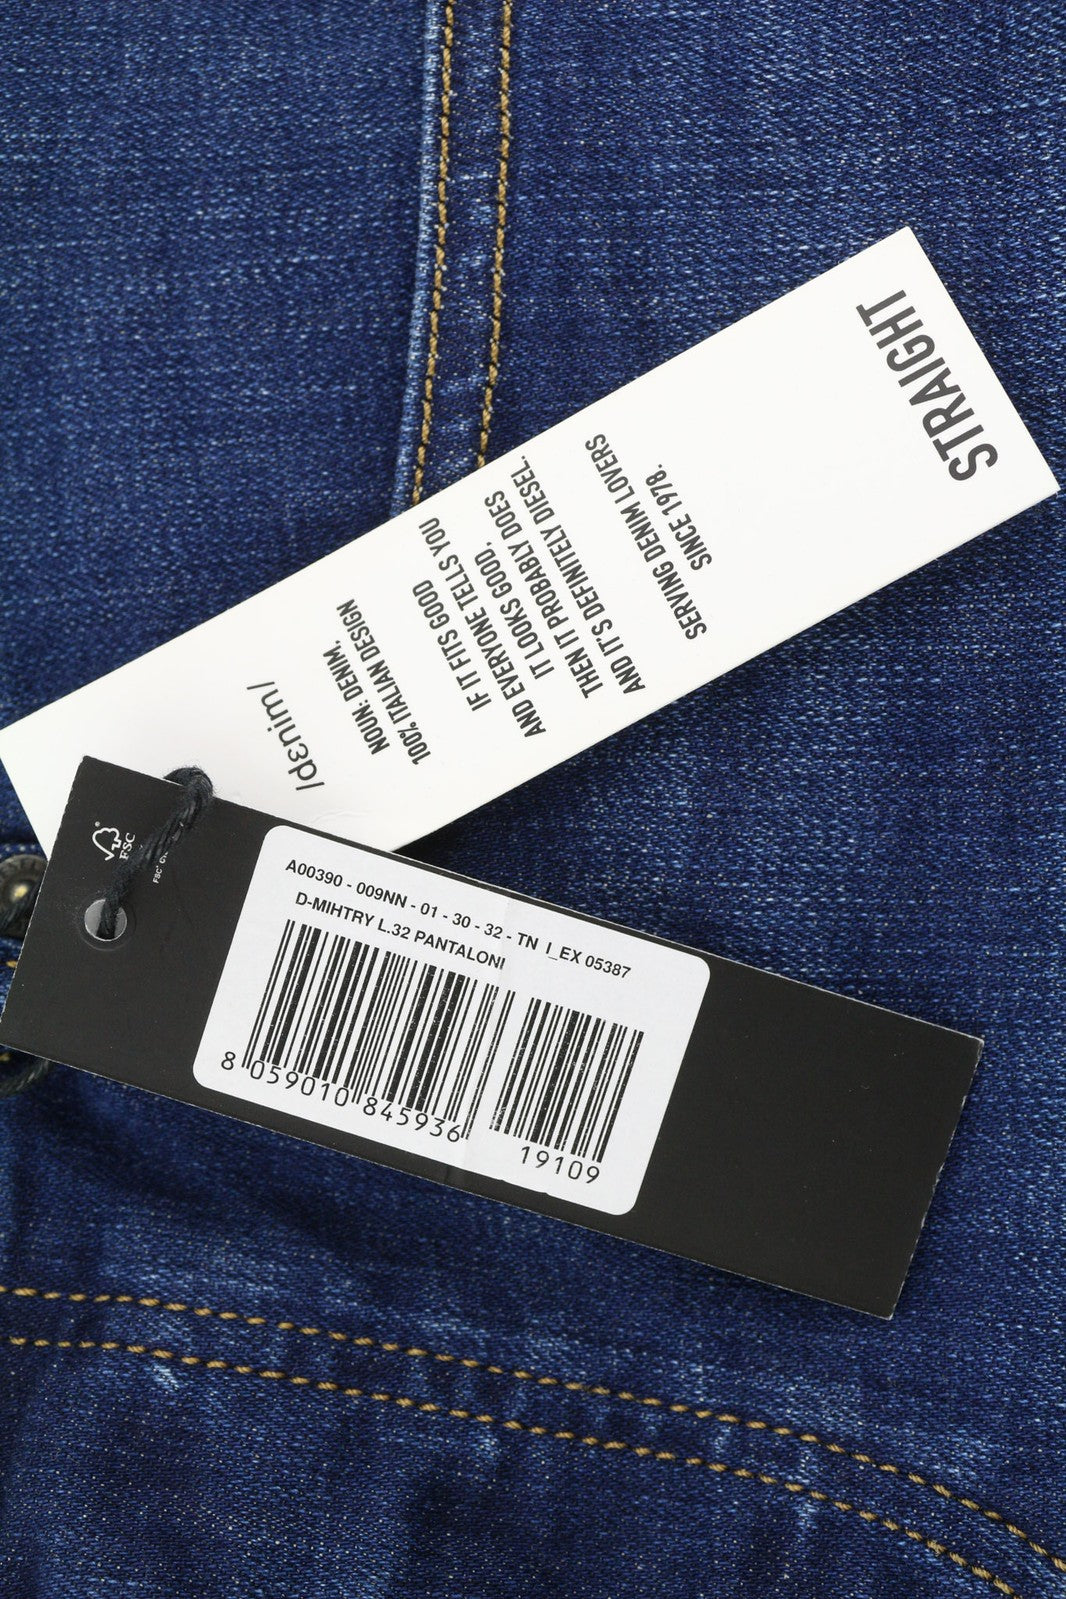 /dɛnim/
NOUN: DENIM,
100% ITALIAN DESIGN
IF IT FITS GOOD
AND EVERYONE TELLS YOU
IT LOOKS GOOD,
THEN IT PROBABLY DOES
AND IT'S DEFINITELY DIESEL.
SERVING DENIM LOVERS
SINCE 1978.
STRAIGHT
FSC
A00390 - 009NN - 01 - 30 - 32 - TN I_EX 05387
D-MIHTRY L.32 PANTALONI
8 059010 845936
19109